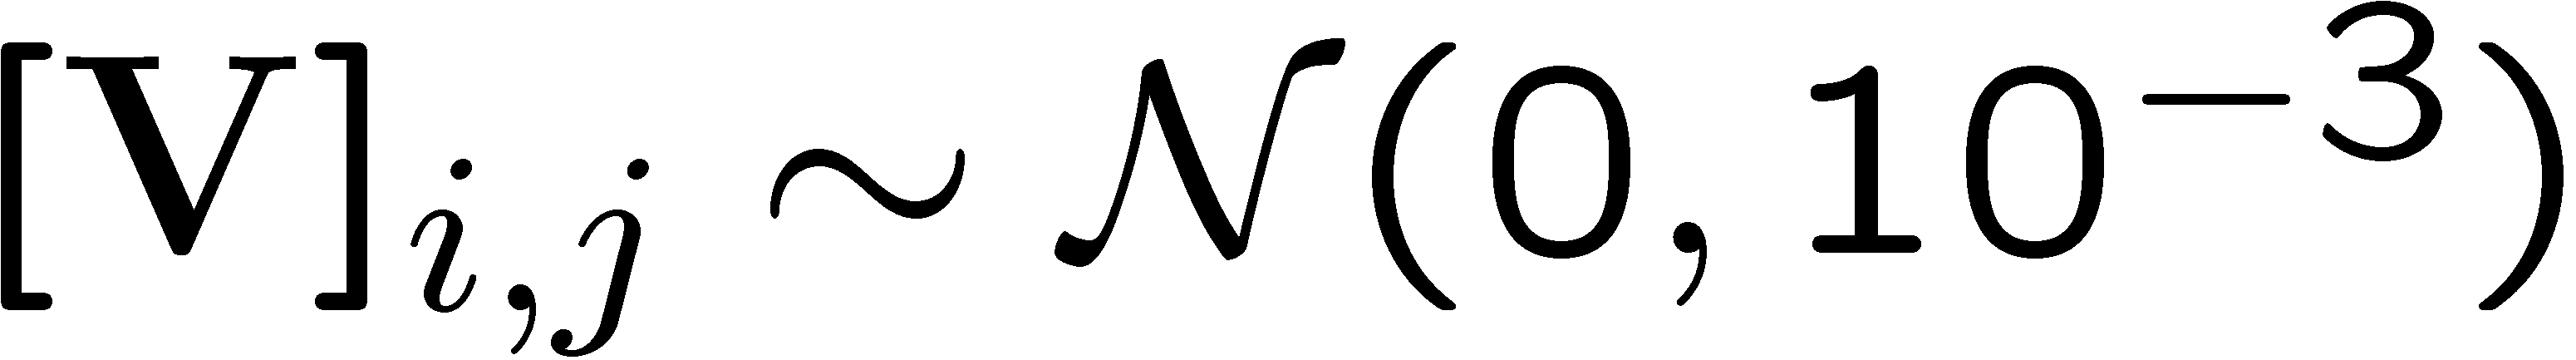 [𝐕]ᵢ,ⱼ ∼ 𝒩(0, 10⁻³)